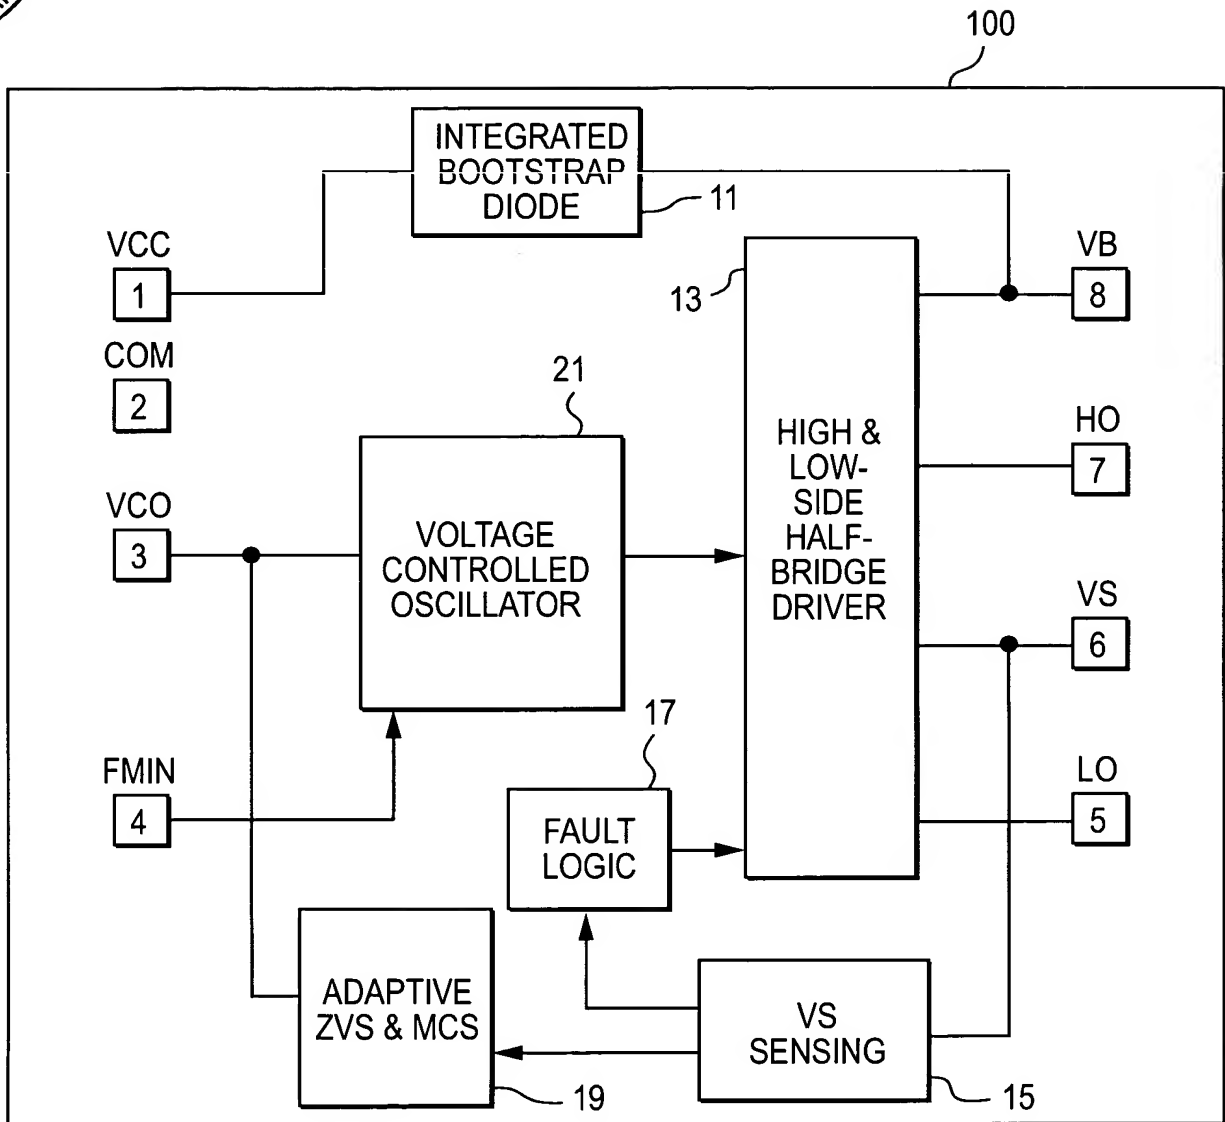 100
INTEGRATED
BOOTSTRAP
DIODE
11
VCC
1
13
VB
8
COM
2
21
HIGH &
LOW-
SIDE
HALF-
BRIDGE
DRIVER
HO
7
VCO
3
VOLTAGE
CONTROLLED
OSCILLATOR
VS
6
17
FMIN
4
FAULT
LOGIC
LO
5
ADAPTIVE
ZVS & MCS
19
VS
SENSING
15